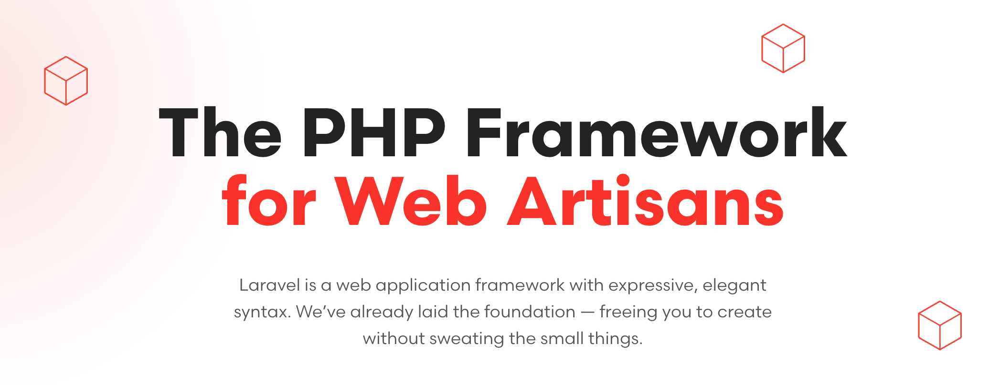 The PHP Framework
for Web Artisans
Laravel is a web application framework with expressive, elegant
syntax. We’ve already laid the foundation — freeing you to create
without sweating the small things.